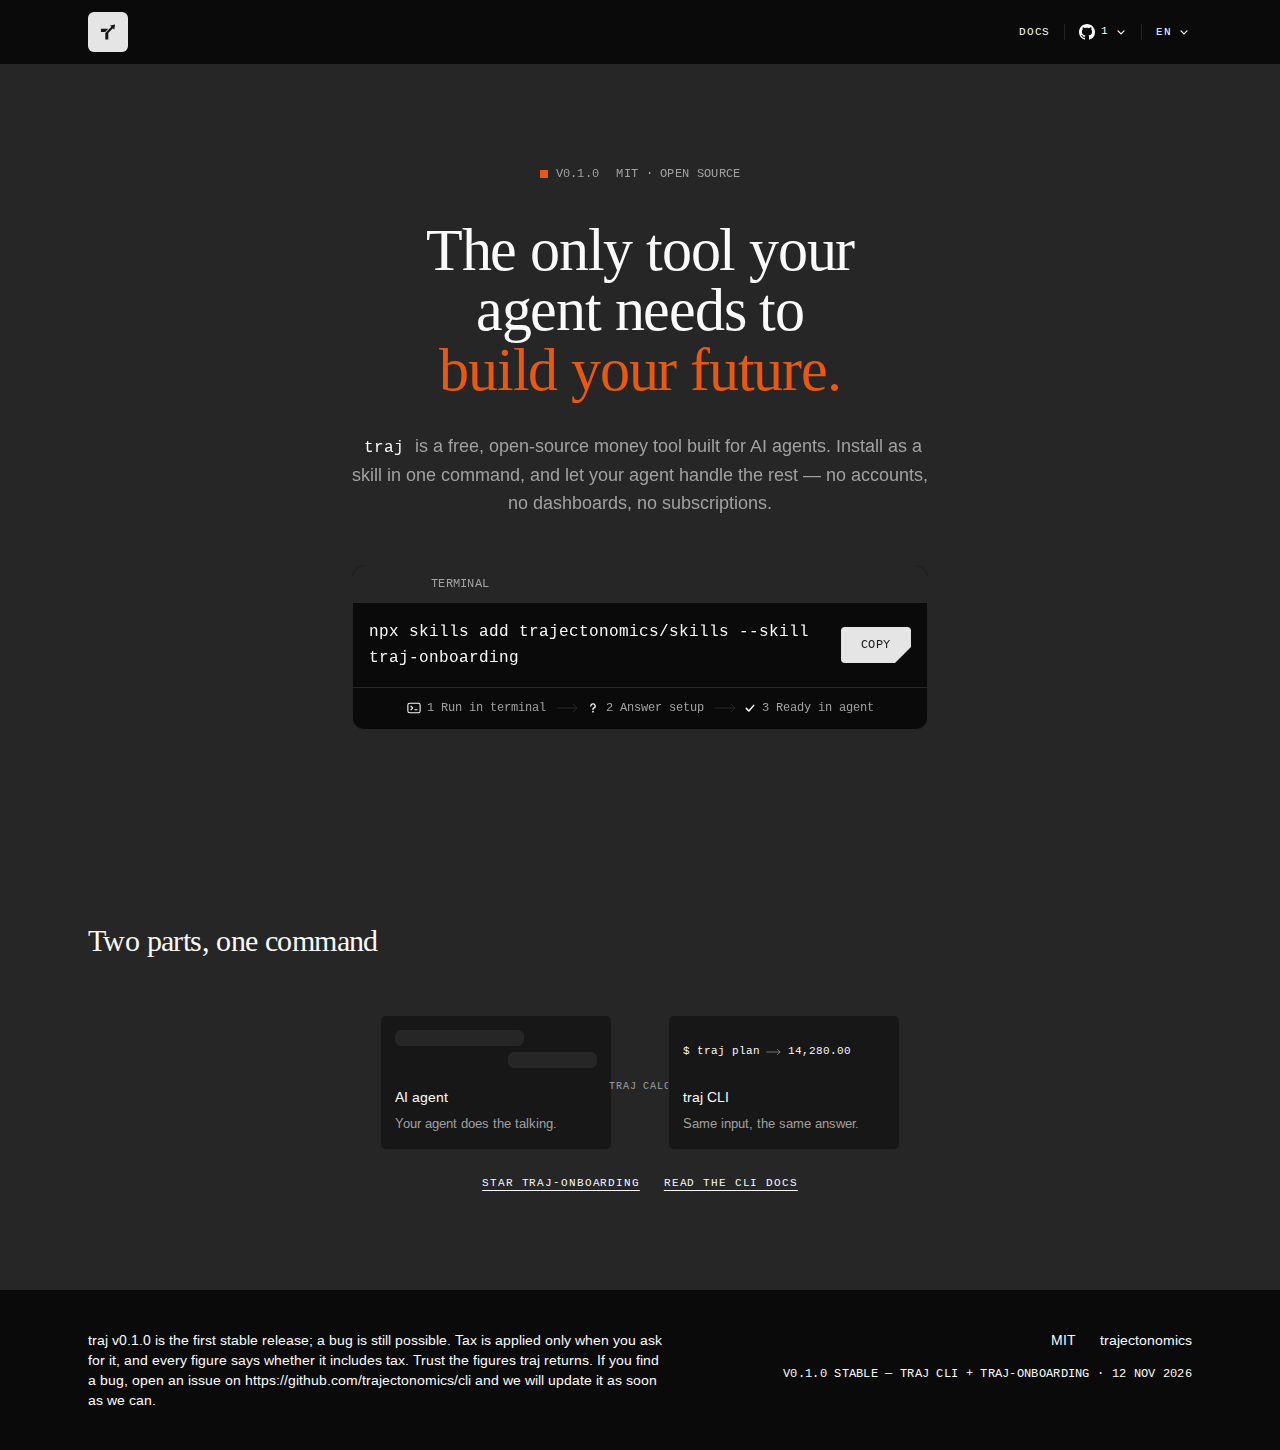 DOCS
1
EN
V0.1.0 MIT · OPEN SOURCE
The only tool your
agent needs to
build your future.
traj is a free, open-source money tool built for AI agents. Install as a
skill in one command, and let your agent handle the rest — no accounts,
no dashboards, no subscriptions.
TERMINAL
npx skills add trajectonomics/skills --skill
traj-onboarding
COPY
1 Run in terminal
2 Answer setup
3 Ready in agent
Two parts, one command
AI agent
Your agent does the talking.
TRAJ CALC
$ traj plan
14,280.00
traj CLI
Same input, the same answer.
STAR TRAJ-ONBOARDING
READ THE CLI DOCS
traj v0.1.0 is the first stable release; a bug is still possible. Tax is applied only when you ask
for it, and every figure says whether it includes tax. Trust the figures traj returns. If you find
a bug, open an issue on https://github.com/trajectonomics/cli and we will update it as soon
as we can.
MIT
trajectonomics
V0.1.0 STABLE — TRAJ CLI + TRAJ-ONBOARDING · 12 NOV 2026